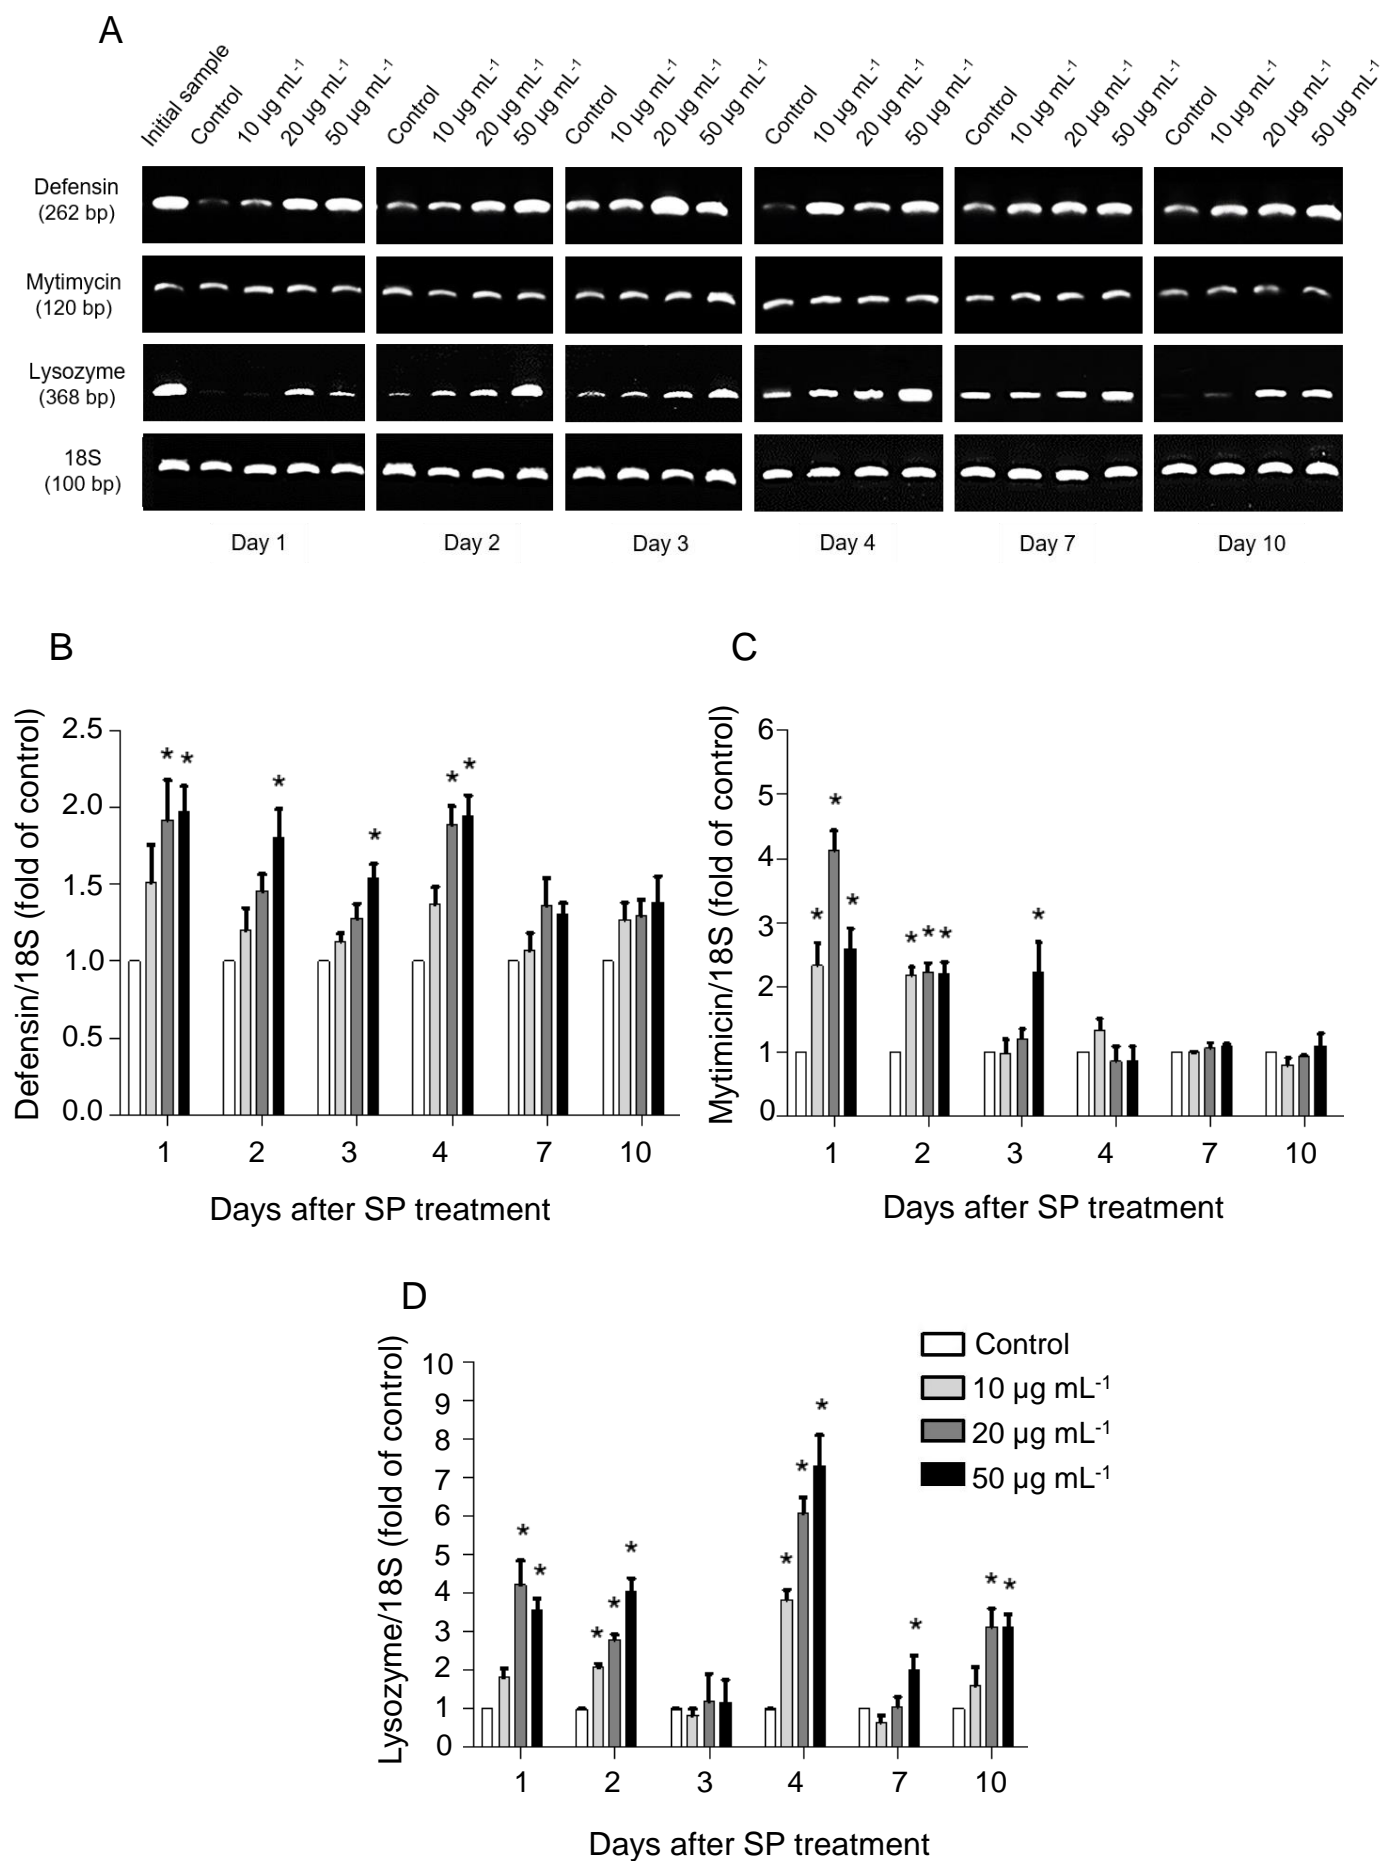 A
Initial sample Control 10 µg mL-1 20 µg mL-1 50 µg mL-1 Control 10 µg mL-1 20 µg mL-1 50 µg mL-1 Control 10 µg mL-1 20 µg mL-1 50 µg mL-1 Control 10 µg mL-1 20 µg mL-1 50 µg mL-1 Control 10 µg mL-1 20 µg mL-1 50 µg mL-1 Control 10 µg mL-1 20 µg mL-1 50 µg mL-1
Defensin
(262 bp)
Mytimycin
(120 bp)
Lysozyme
(368 bp)
18S
(100 bp)
Day 1 Day 2 Day 3 Day 4 Day 7 Day 10
B
Defensin/18S (fold of control)
2.5
2.0
1.5
1.0
0.5
0.0
* * * * * *
1 2 3 4 7 10
Days after SP treatment
C
Mytimicin/18S (fold of control)
6
5
4
3
2
1
0
* * * * * * *
1 2 3 4 7 10
Days after SP treatment
D
Lysozyme/18S (fold of control)
10
9
8
7
6
5
4
3
2
1
0
* * * * * * * * * * *
1 2 3 4 7 10
Days after SP treatment
Control
10 µg mL-1
20 µg mL-1
50 µg mL-1